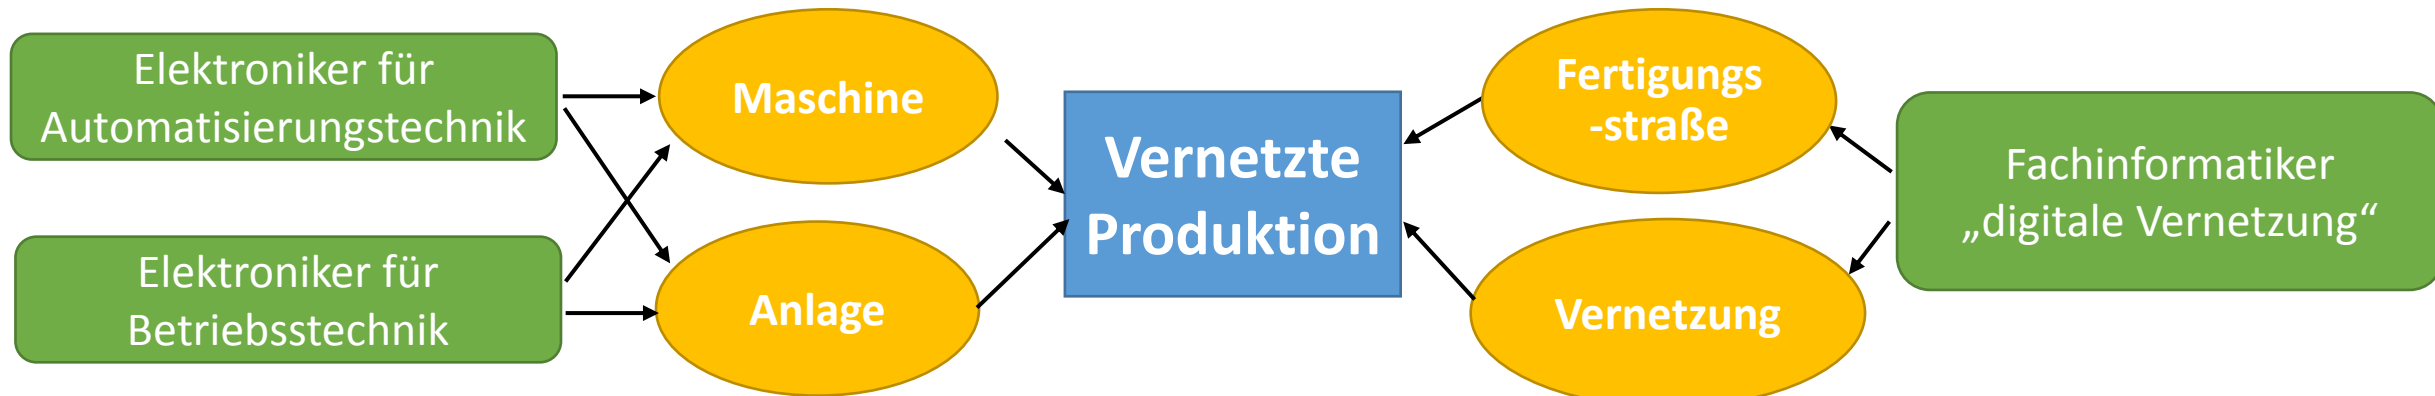 Elektroniker für
Automatisierungstechnik
Elektroniker für
Betriebsstechnik
Maschine
Anlage
Vernetzte
Produktion
Fertigungs
-straße
Vernetzung
Fachinformatiker
„digitale Vernetzung“